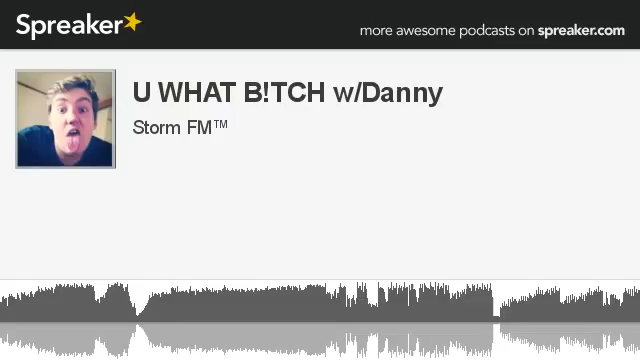 Spreaker
more awesome podcasts on spreaker.com
U WHAT B!TCH w/Danny
Storm FM™